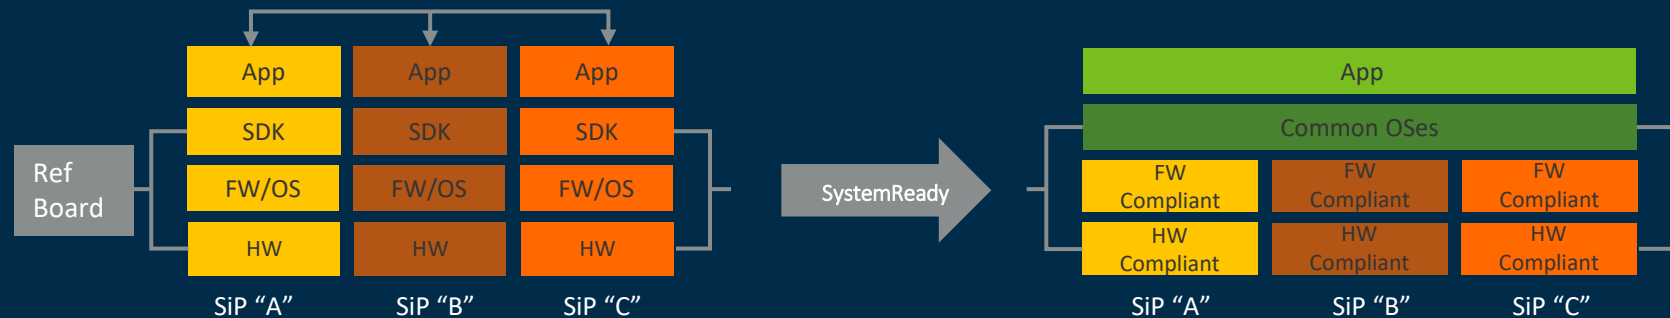 App App App
SDK SDK SDK
Ref
Board
FW/OS FW/OS FW/OS
HW HW HW
SiP “A” SiP “B” SiP “C”
SystemReady
App
Common OSes
FW
Compliant
FW
Compliant
FW
Compliant
HW
Compliant
HW
Compliant
HW
Compliant
SiP “A” SiP “B” SiP “C”